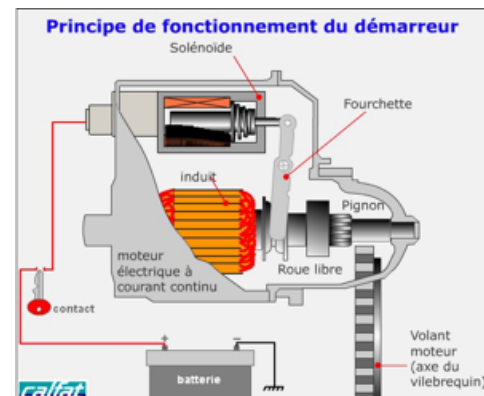 Principe de fonctionnement du démarreur
Solénoïde
Fourchette
induit
Pignon
moteur
électrique à
courant continu
Roue libre
contact
+ −
batterie
Volant
moteur
(axe du
vilebrequin)
calfat